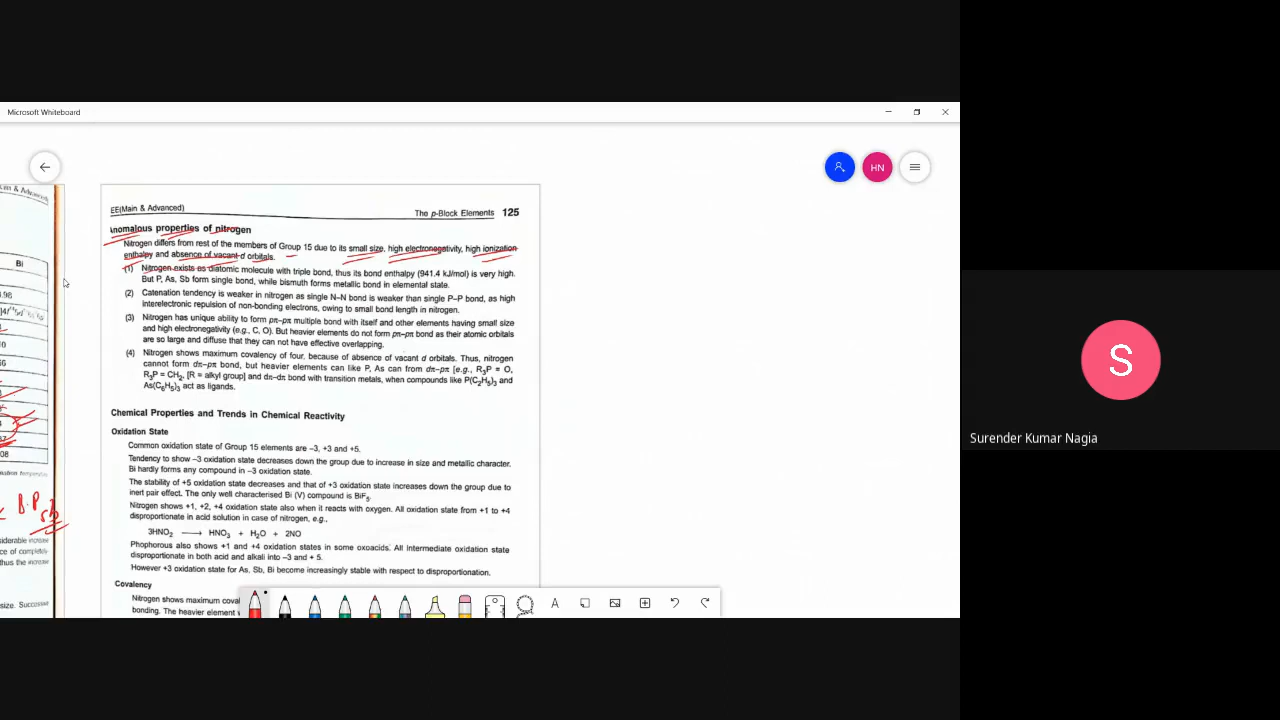 Microsoft Whiteboard
HN
EE(Main & Advanced)
The p-Block Elements 125
Anomalous properties of nitrogen
Nitrogen differs from rest of the members of Group 15 due to its small size, high electronegativity, high ionization
enthalpy and absence of vacant d orbitals.
(1) Nitrogen exists as diatomic molecule with triple bond, thus its bond enthalpy (941.4 kJ/mol) is very high.
But P, As, Sb form single bond, while bismuth forms metallic bond in elemental state.
(2) Catenation tendency is weaker in nitrogen as single N–N bond is weaker than single P–P bond, as high
interelectronic repulsion of non-bonding electrons, owing to small bond length in nitrogen.
(3) Nitrogen has unique ability to form pπ–pπ multiple bond with itself and other elements having small size
and high electronegativity (e.g., C, O). But heavier elements do not form pπ–pπ bond as their atomic orbitals
are so large and diffuse that they can not have effective overlapping.
(4) Nitrogen shows maximum covalency of four, because of absence of vacant d orbitals. Thus, nitrogen
cannot form dπ–pπ bond, but heavier elements can like P, As can from dπ–pπ [e.g., R₃P = O,
R₃P = CH₂, [R = alkyl group] and dπ–dπ bond with transition metals, when compounds like P(C₂H₅)₃ and
As(C₆H₅)₃ act as ligands.
Chemical Properties and Trends in Chemical Reactivity
Oxidation State
Common oxidation state of Group 15 elements are –3, +3 and +5.
Tendency to show –3 oxidation state decreases down the group due to increase in size and metallic character.
Bi hardly forms any compound in –3 oxidation state.
The stability of +5 oxidation state decreases and that of +3 oxidation state increases down the group due to
inert pair effect. The only well characterised Bi (V) compound is BiF₅.
Nitrogen shows +1, +2, +4 oxidation state also when it reacts with oxygen. All oxidation state from +1 to +4
disproportionate in acid solution in case of nitrogen, e.g.,
3HNO₂ ⟶ HNO₃ + H₂O + 2NO
Phophorous also shows +1 and +4 oxidation states in some oxoacids. All intermediate oxidation state
disproportionate in both acid and alkali into –3 and + 5.
However +3 oxidation state for As, Sb, Bi become increasingly stable with respect to disproportionation.
Covalency
Nitrogen shows maximum
bonding. The heavier element
Bi
B.P
siderable increase
ce of completely
thus the increase
size. Successive
S
Surender Kumar Nagia